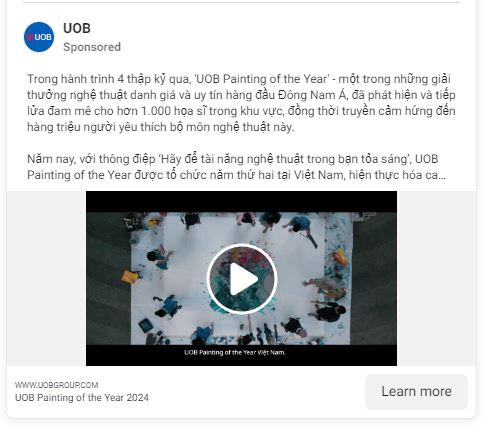 UOB
UOB
Sponsored
Trong hành trình 4 thập kỷ qua, 'UOB Painting of the Year' - một trong những giải
thưởng nghệ thuật danh giá và uy tín hàng đầu Đông Nam Á, đã phát hiện và tiếp
lửa đam mê cho hơn 1.000 họa sĩ trong khu vực, đồng thời truyền cảm hứng đến
hàng triệu người yêu thích bộ môn nghệ thuật này.
Năm nay, với thông điệp ‘Hãy để tài năng nghệ thuật trong bạn tỏa sáng’, UOB
Painting of the Year được tổ chức năm thứ hai tại Việt Nam, hiện thực hóa ca...
UOB Painting of the Year Việt Nam.
WWW.UOBGROUP.COM
UOB Painting of the Year 2024
Learn more